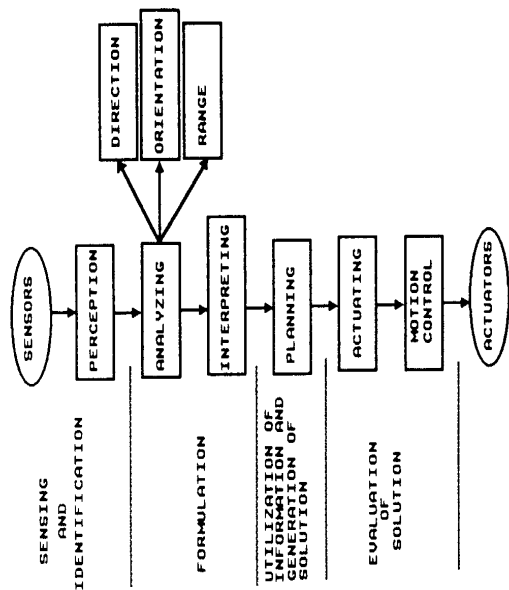 SENSING
AND
IDENTIFICATION
FORMULATION
UTILIZATION OF
INFORMATION AND
GENERATION OF
SOLUTION
EVALUATION
OF
SOLUTION
SENSORS
PERCEPTION
ANALYZING
INTERPRETING
PLANNING
ACTUATING
MOTION
CONTROL
ACTUATORS
DIRECTION
ORIENTATION
RANGE